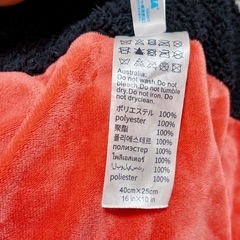 Australia:
Do not wash.Do not
bleach.Do not tumble
dry.Do not iron.Do
not dryclean.
ポリエステル 100%
polyester 100%
聚酯 100%
폴리에스테르 100%
โพลีเอสเตอร์ 100%
البوليستر 100%
poliester 100%
40cm×25cm
16 in×10 in